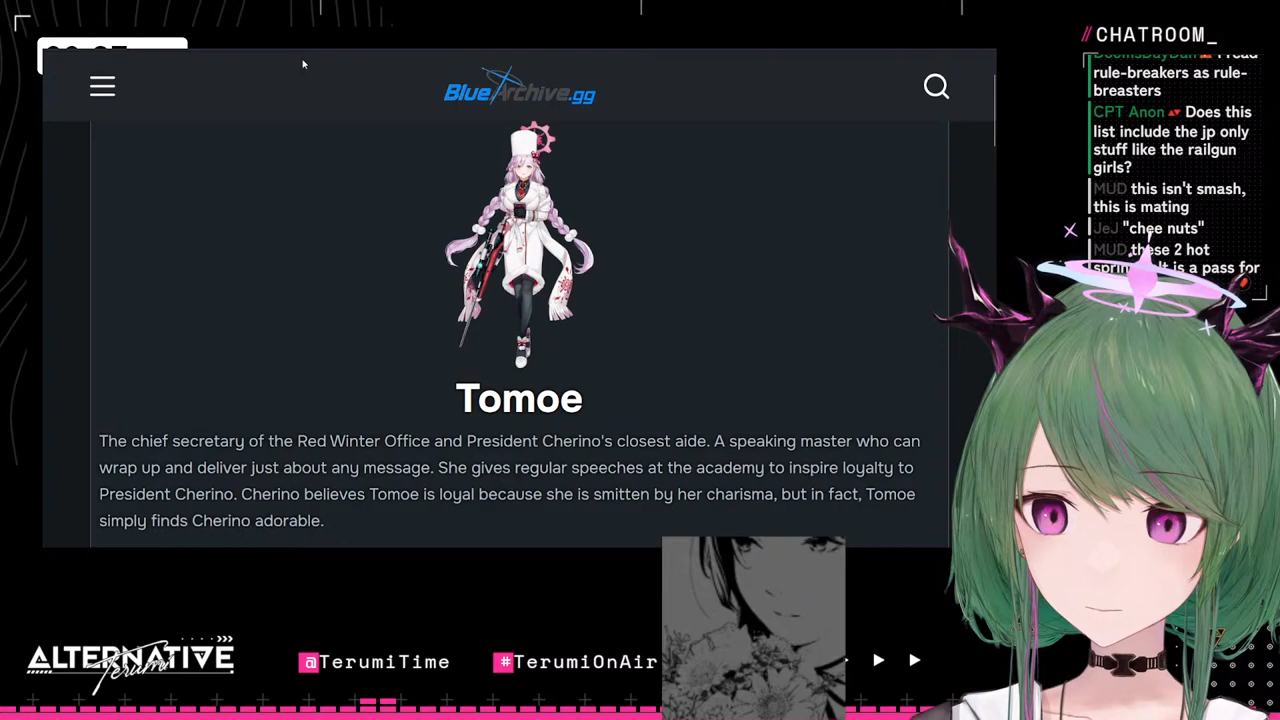 //CHATROOM_
rule-breakers as rule-
breasters
CPT Anon Does this
list include the jp only
stuff like the railgun
girls?
MUD this isn't smash,
this is mating
JeJ "chee nuts"
MUD these 2 hot
is a pass for
BlueArchive.gg
Tomoe
The chief secretary of the Red Winter Office and President Cherino's closest aide. A speaking master who can
wrap up and deliver just about any message. She gives regular speeches at the academy to inspire loyalty to
President Cherino. Cherino believes Tomoe is loyal because she is smitten by her charisma, but in fact, Tomoe
simply finds Cherino adorable.
ALTERNATIVE
Terumi
@TerumiTime
#TerumiOnAir